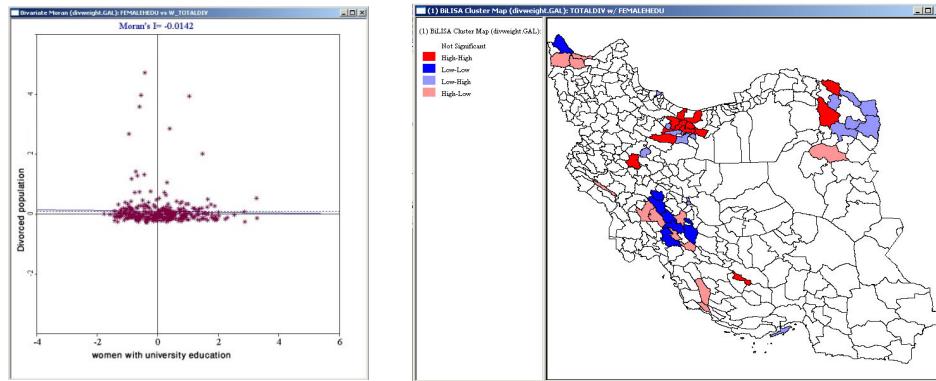 Bivariate Moran (divweight.GAL): FEMALEHEDU vs W_TOTALDIV
Moran's I= -0.0142
Divorced population
4
2
0
-2
-4
-2
0
2
4
6
women with university education
(1) BiLISA Cluster Map (divweight.GAL): TOTALDIV w/ FEMALEHEDU
(1) BiLISA Cluster Map (divweight.GAL):
Not Significant
High-High
Low-Low
Low-High
High-Low